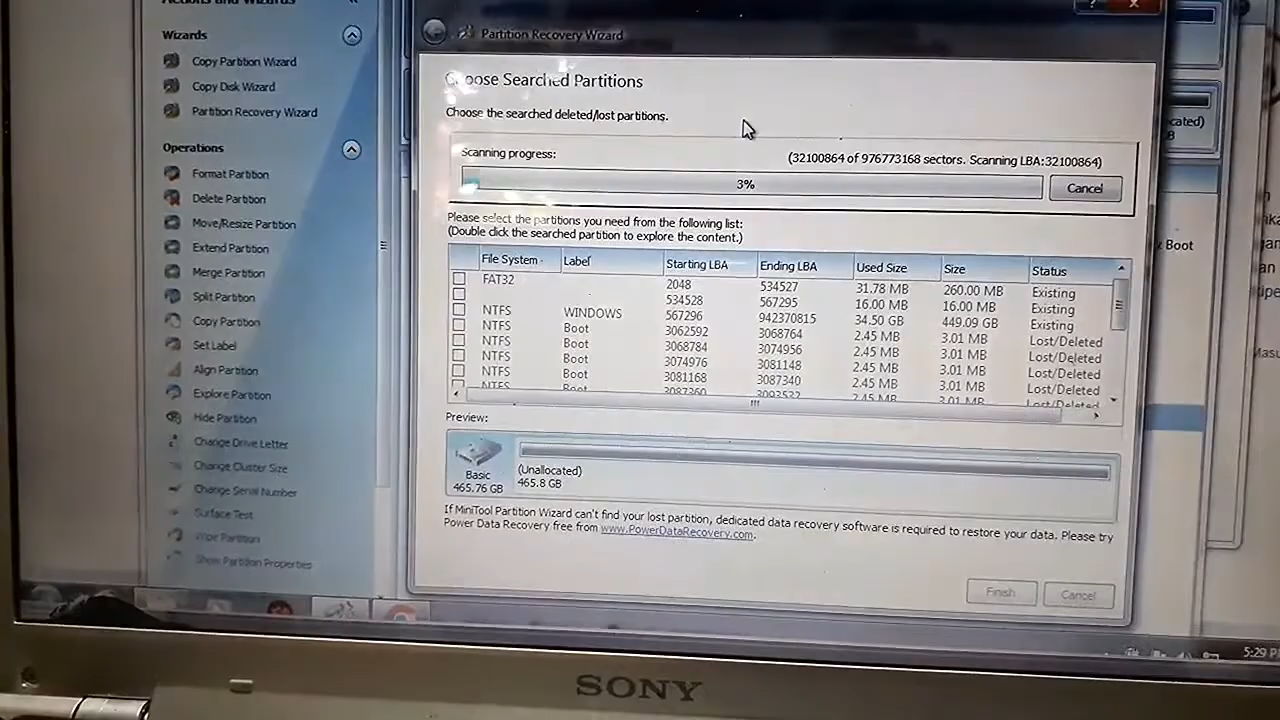 Actions and Wizards
Wizards
Copy Partition Wizard
Copy Disk Wizard
Partition Recovery Wizard
Operations
Format Partition
Delete Partition
Move/Resize Partition
Extend Partition
Merge Partition
Split Partition
Copy Partition
Set Label
Align Partition
Explore Partition
Hide Partition
Change Drive Letter
Change Cluster Size
Change Serial Number
Surface Test
Wipe Partition
Show Partition Properties
Partition Recovery Wizard
Choose Searched Partitions
Choose the searched deleted/lost partitions.
Scanning progress:
(32100864 of 976773168 sectors. Scanning LBA:32100864)
3%
Cancel
Please select the partitions you need from the following list:
(Double click the searched partition to explore the content.)
File System Label Starting LBA Ending LBA Used Size Size Status
FAT32 2048 534527 31.78 MB 260.00 MB Existing
534528 567295 16.00 MB 16.00 MB Existing
NTFS WINDOWS 567296 942370815 34.50 GB 449.09 GB Existing
NTFS Boot 3062592 3068764 2.45 MB 3.01 MB Lost/Deleted
NTFS Boot 3068784 3074956 2.45 MB 3.01 MB Lost/Deleted
NTFS Boot 3074976 3081148 2.45 MB 3.01 MB Lost/Deleted
NTFS Boot 3081168 3087340 2.45 MB 3.01 MB Lost/Deleted
NTFS Boot 3087360 3093532 2.45 MB 3.01 MB Lost/Deleted
Preview:
Basic
465.76 GB
(Unallocated)
465.8 GB
If MiniTool Partition Wizard can't find your lost partition, dedicated data recovery software is required to restore your data. Please try
Power Data Recovery free from www.PowerDataRecovery.com.
Finish
Cancel
cated)
B
Boot
5:29 P
SONY